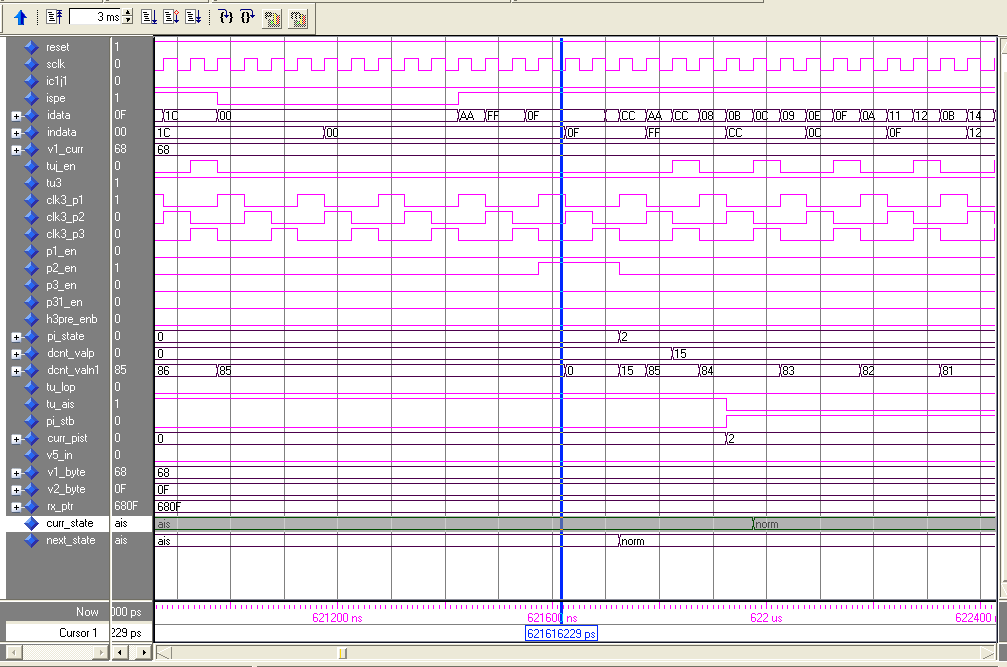 3 ms
reset 1
sclk 0
ic1j1 0
ispe 1
idata 0F 1C 00 AA FF 0F CC AA CC 08 0B 0C 09 0E 0F 0A 11 12 0B 14
indata 00 1C 00 0F FF CC 0C 0F 12
v1_curr 68 68
tuj_en 0
tu3 1
clk3_p1 1
clk3_p2 0
clk3_p3 0
p1_en 0
p2_en 1
p3_en 0
p31_en 0
h3pre_enb 0
pi_state 0 0 2
dcnt_valp 0 0 15
dcnt_valn1 85 86 85 0 15 85 84 83 82 81
tu_lop 0
tu_ais 1
pi_stb 0
curr_pist 0 0 2
v5_in 0
v1_byte 68 68
v2_byte 0F 0F
rx_ptr 680F 680F
curr_state ais ais norm
next_state ais ais norm
Now 000 ps 621200 ns 621600 ns 622 us 622400
Cursor 1 229 ps 621616229 ps